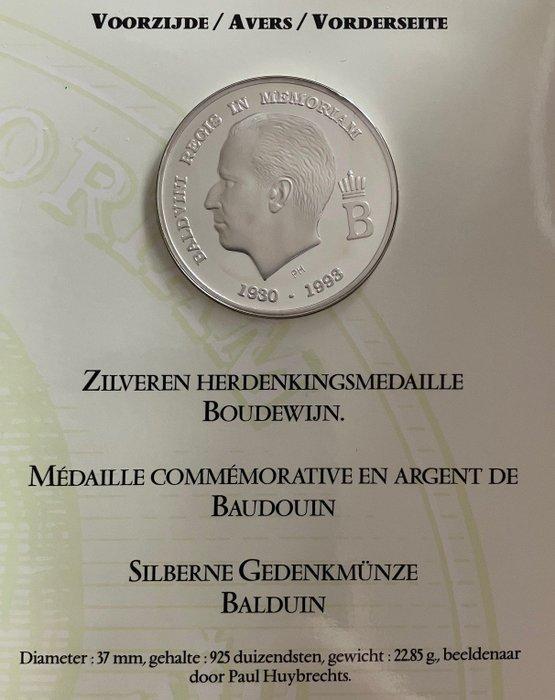 VOORZIJDE / AVERS / VORDERSEITE
BALDVINI REGIS IN MEMORIAM
B
PH
1930 - 1993
ZILVEREN HERDENKINGSMEDAILLE
BOUDEWIJN.
MÉDAILLE COMMÉMORATIVE EN ARGENT DE
BAUDOUIN
SILBERNE GEDENKMÜNZE
BALDUIN
Diameter : 37 mm, gehalte : 925 duizendsten, gewicht : 22.85 g., beeldenaar
door Paul Huybrechts.